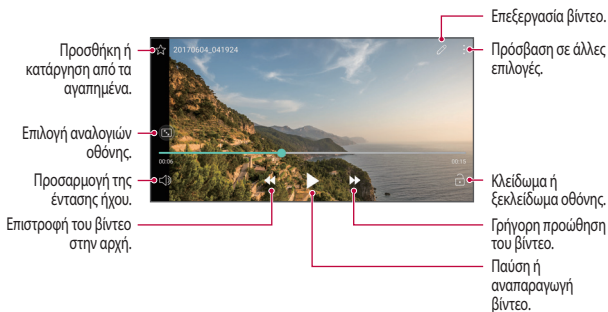 Επεξεργασία βίντεο.
Προσθήκη ή
κατάργηση από τα
αγαπημένα.
20170604_041924
Πρόσβαση σε άλλες
επιλογές.
Επιλογή αναλογιών
οθόνης.
00:06
00:15
Προσαρμογή της
έντασης ήχου.
Κλείδωμα ή
ξεκλείδωμα οθόνης.
Επιστροφή του βίντεο
στην αρχή.
Γρήγορη προώθηση
του βίντεο.
Παύση ή
αναπαραγωγή
βίντεο.